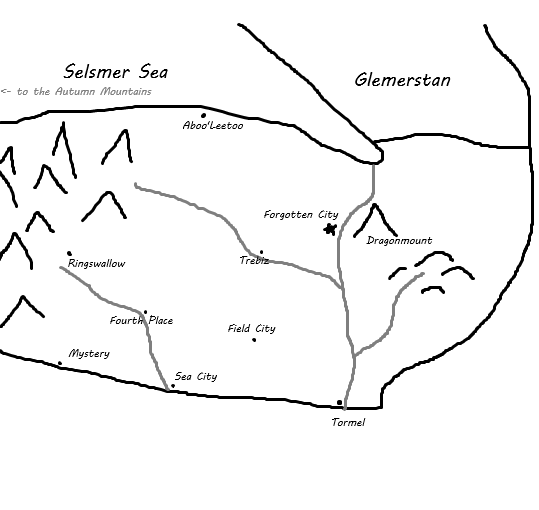 Selsmer Sea
Glemerstan
<- to the Autumn Mountains
Aboo'Leetoo
Forgotten City
Dragonmount
Ringswallow
Trebiz
Fourth Place
Field City
Mystery
Sea City
Tormel